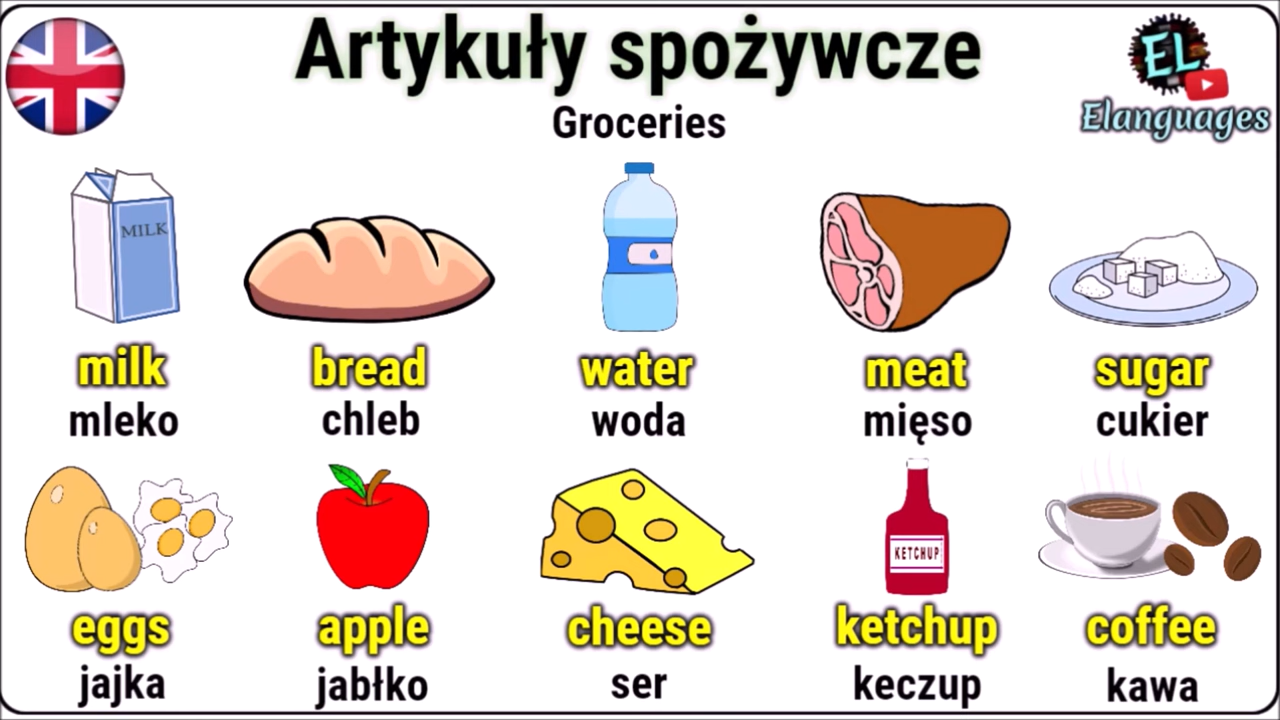 Artykuły spożywcze
Groceries
EL
Elanguages
MILK
milk bread water meat sugar
mleko chleb woda mięso cukier
KETCHUP
eggs apple cheese ketchup coffee
jajka jabłko ser keczup kawa